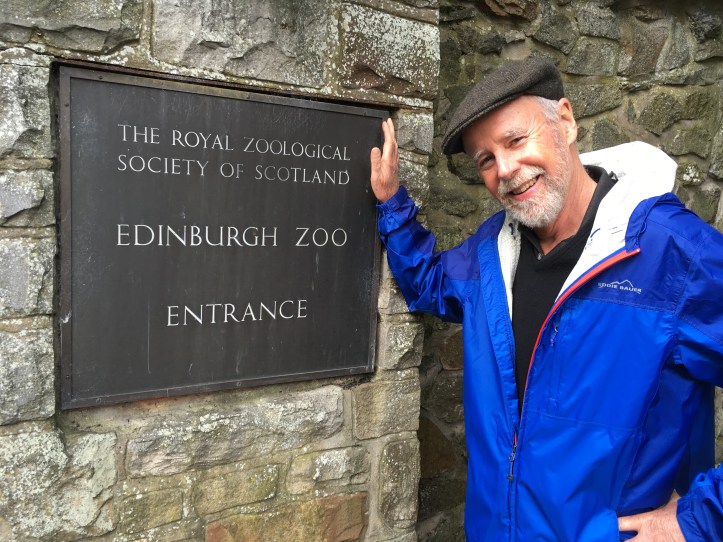 THE ROYAL ZOOLOGICAL
SOCIETY OF SCOTLAND
EDINBURGH ZOO
ENTRANCE
EDDIE BAUER